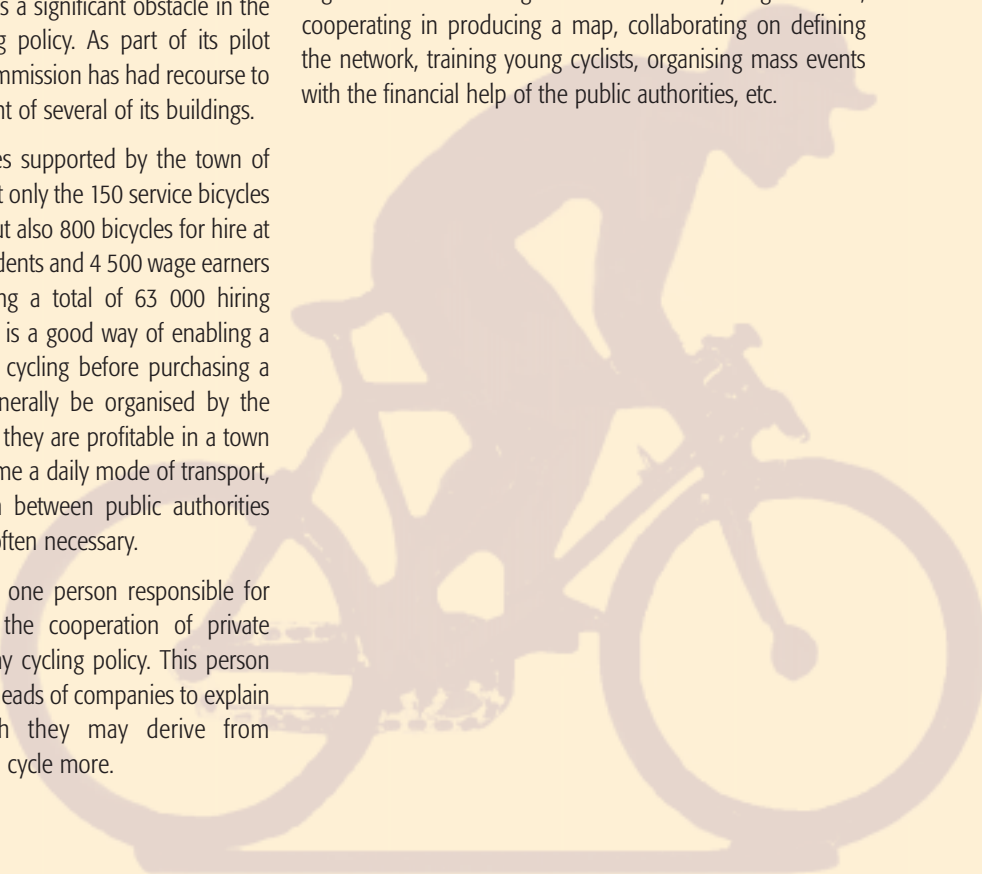 s a significant obstacle in the
g policy. As part of its pilot
mmission has had recourse to
nt of several of its buildings.
es supported by the town of
t only the 150 service bicycles
ut also 800 bicycles for hire at
dents and 4 500 wage earners
ng a total of 63 000 hiring
is a good way of enabling a
cycling before purchasing a
nerally be organised by the
they are profitable in a town
me a daily mode of transport,
n between public authorities
often necessary.
one person responsible for
the cooperation of private
ny cycling policy. This person
eads of companies to explain
h they may derive from
cycle more.
cooperating in producing a map, collaborating on defining
the network, training young cyclists, organising mass events
with the financial help of the public authorities, etc.